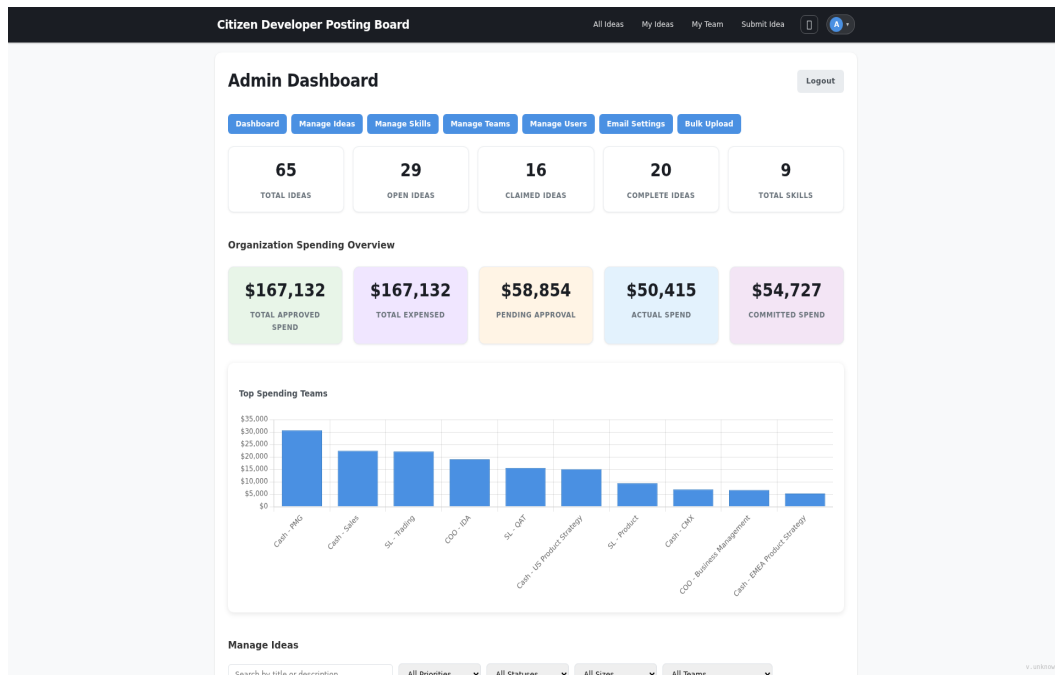 Citizen Developer Posting Board
All Ideas
My Ideas
My Team
Submit Idea
A
Admin Dashboard
Logout
Dashboard
Manage Ideas
Manage Skills
Manage Teams
Manage Users
Email Settings
Bulk Upload
65
TOTAL IDEAS
29
OPEN IDEAS
16
CLAIMED IDEAS
20
COMPLETE IDEAS
9
TOTAL SKILLS
Organization Spending Overview
$167,132
TOTAL APPROVED
SPEND
$167,132
TOTAL EXPENSED
$58,854
PENDING APPROVAL
$50,415
ACTUAL SPEND
$54,727
COMMITTED SPEND
Top Spending Teams
$35,000
$30,000
$25,000
$20,000
$15,000
$10,000
$5,000
$0
Cash - PMG
Cash - Sales
SL - Trading
COO - IDA
SL - QAT
Cash - US Product Strategy
SL - Product
Cash - CMX
COO - Business Management
Cash - EMEA Product Strategy
Manage Ideas
Search by title or description
All Priorities
All Statuses
All Sizes
All Teams